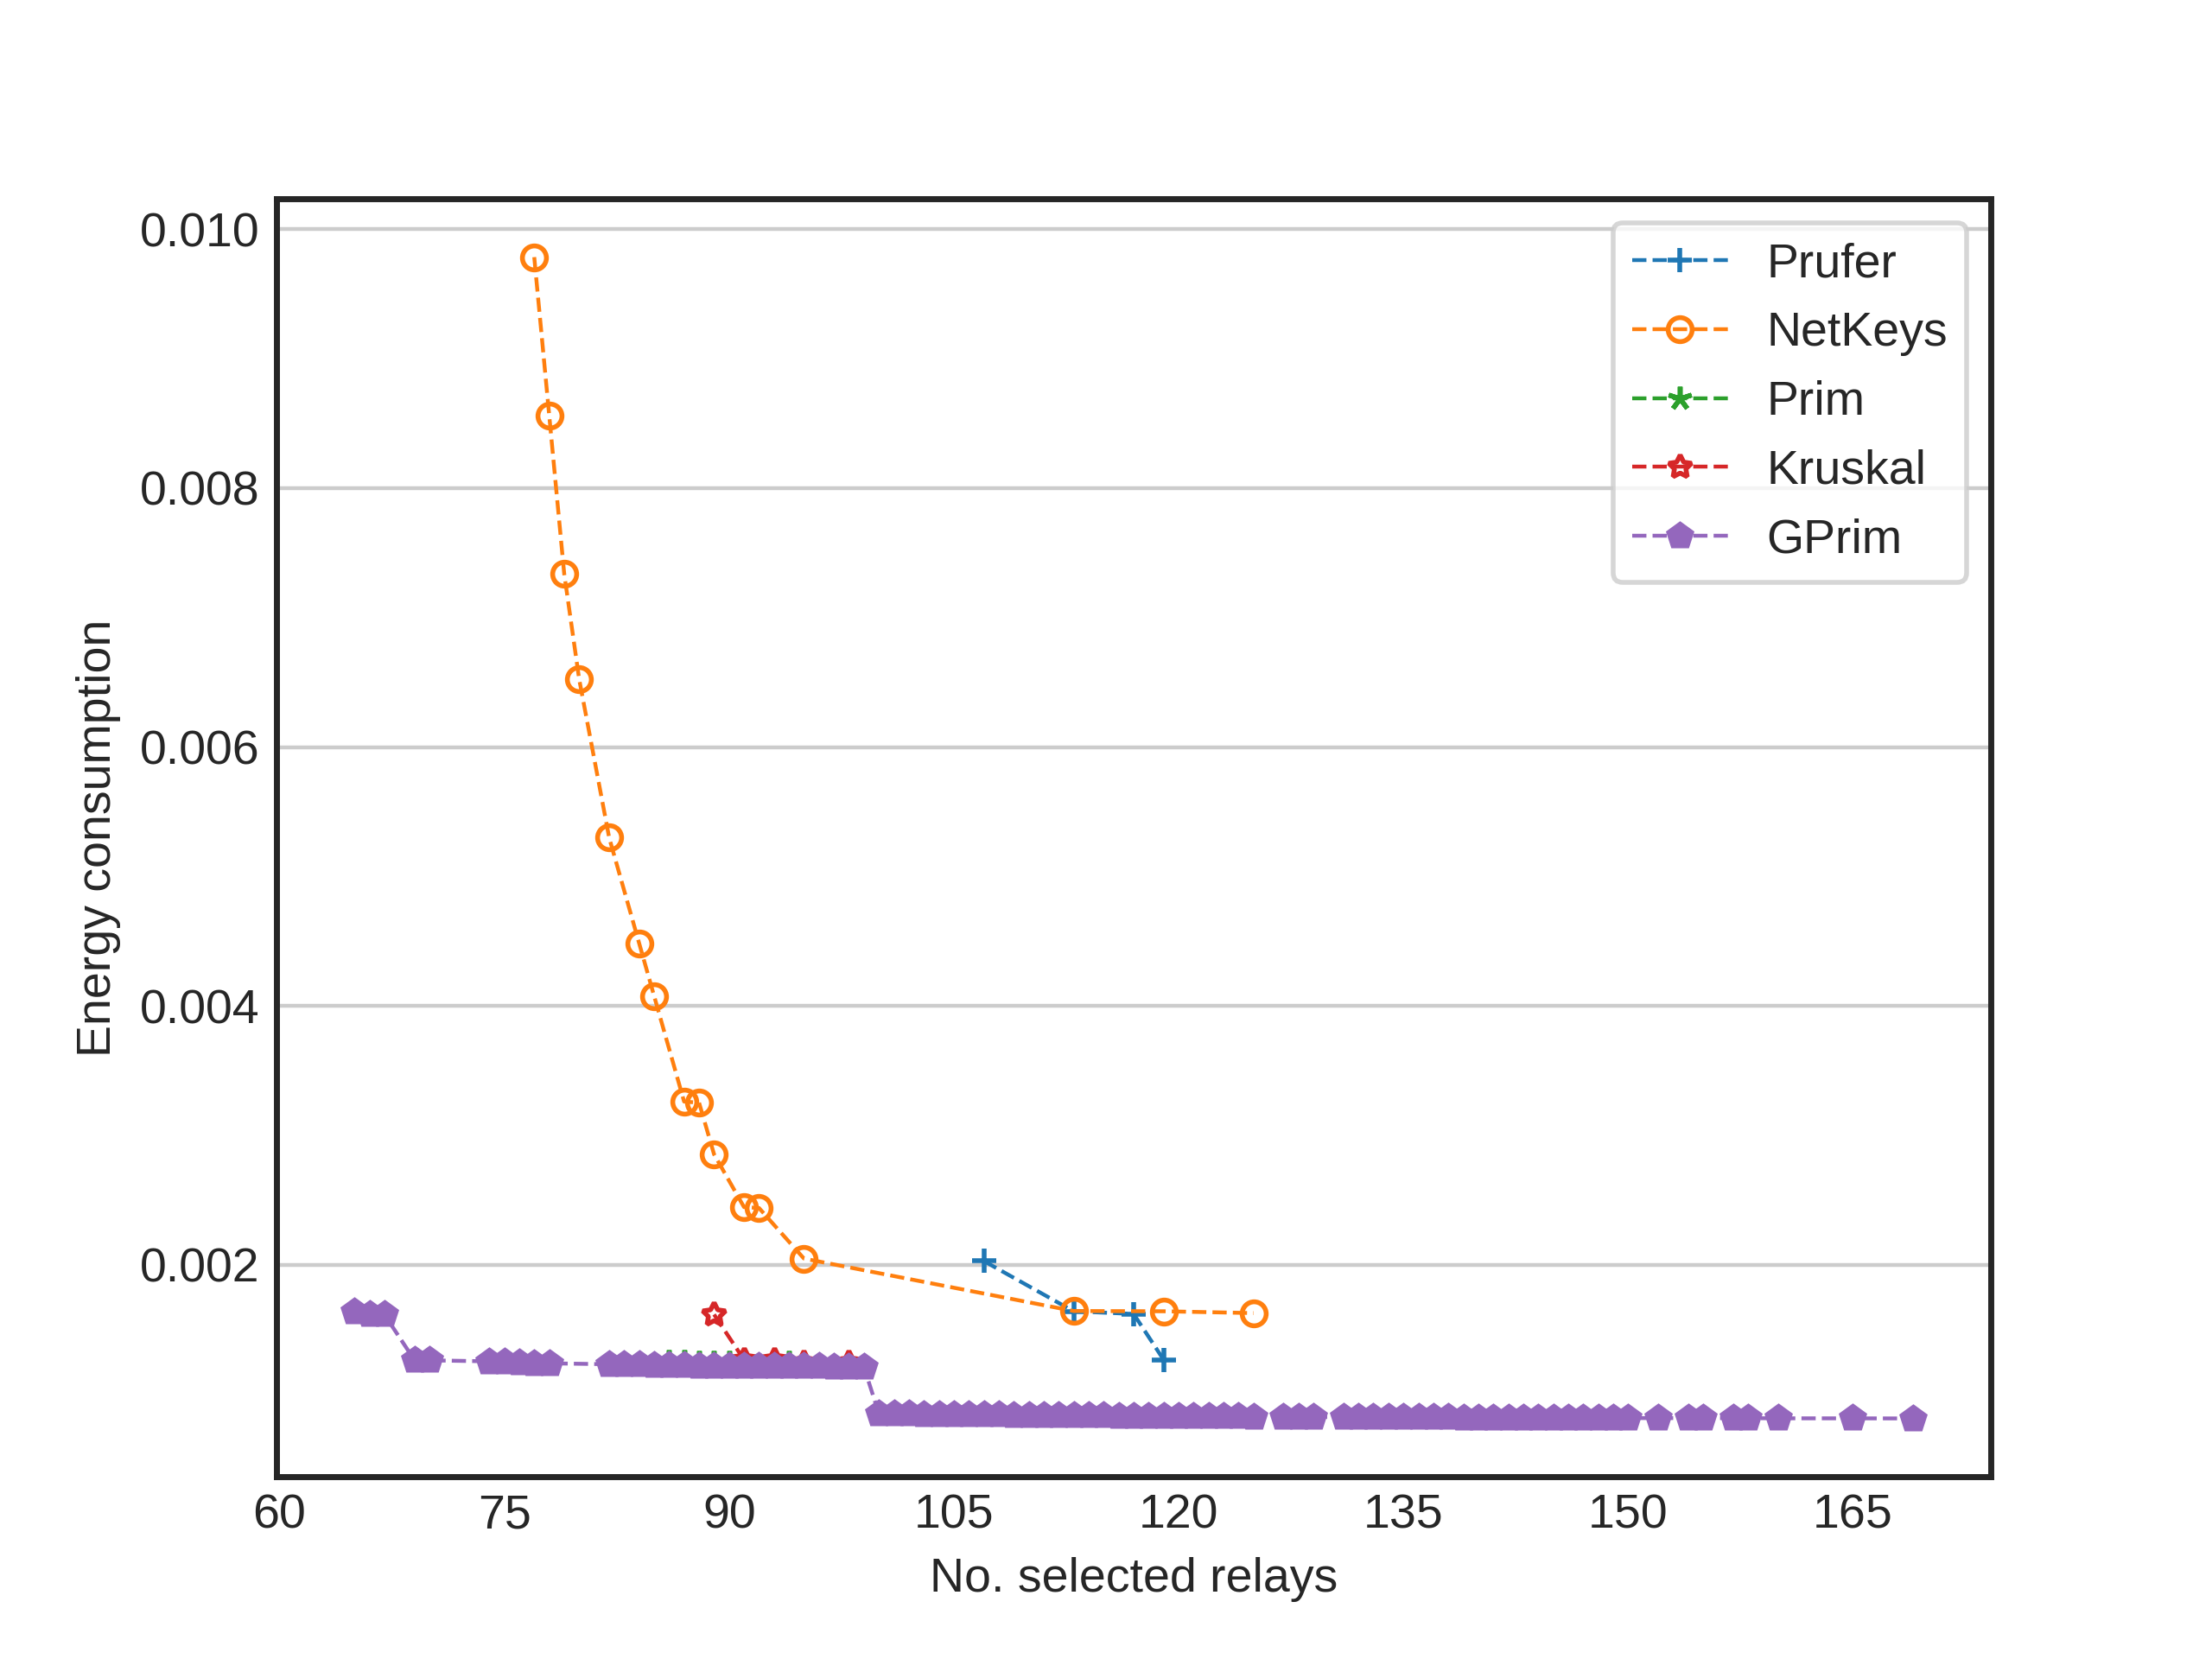 0.010
0.008
0.006
0.004
0.002
Energy consumption
60 75 90 105 120 135 150 165
No. selected relays
Prufer
NetKeys
Prim
Kruskal
GPrim